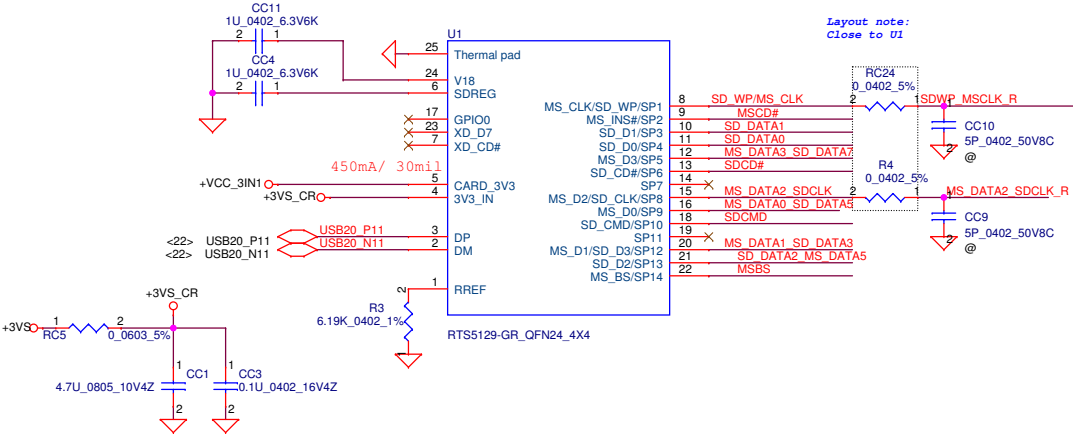 CC11
1U_0402_6.3V6K
2 1
CC4
1U_0402_6.3V6K
2 1
U1
25 Thermal pad
24 V18
6 SDREG
17 GPIO0
23 XD_D7
7 XD_CD#
450mA/ 30mil
+VCC_3IN1 5 CARD_3V3
+3VS_CR 4 3V3_IN
<22> USB20_P11 USB20_P11 3 DP
<22> USB20_N11 USB20_N11 2 DM
1 RREF
R3
6.19K_0402_1%
2
1
RTS5129-GR_QFN24_4X4
MS_CLK/SD_WP/SP1 8 SD_WP/MS_CLK
MS_INS#/SP2 9 MSCD#
SD_D1/SP3 10 SD_DATA1
SD_D0/SP4 11 SD_DATA0
MS_D3/SP5 12 MS_DATA3_SD_DATA7
SD_CD#/SP6 13 SDCD#
SP7 14
MS_D2/SD_CLK/SP8 15 MS_DATA2_SDCLK
MS_D0/SP9 16 MS_DATA0_SD_DATA5
SD_CMD/SP10 18 SDCMD
SP11 19
MS_D1/SD_D3/SP12 20 MS_DATA1_SD_DATA3
SD_D2/SP13 21 SD_DATA2_MS_DATA5
MS_BS/SP14 22 MSBS
Layout note:
Close to U1
RC24
0_0402_5%
2 1 SDWP_MSCLK_R
1
CC10
5P_0402_50V8C
2
@
R4
0_0402_5%
2 1 MS_DATA2_SDCLK_R
1
CC9
5P_0402_50V8C
2
@
+3VS_CR
+3VS 1 2
RC5 0_0603_5%
1 CC1
4.7U_0805_10V4Z
2
1 CC3
0.1U_0402_16V4Z
2